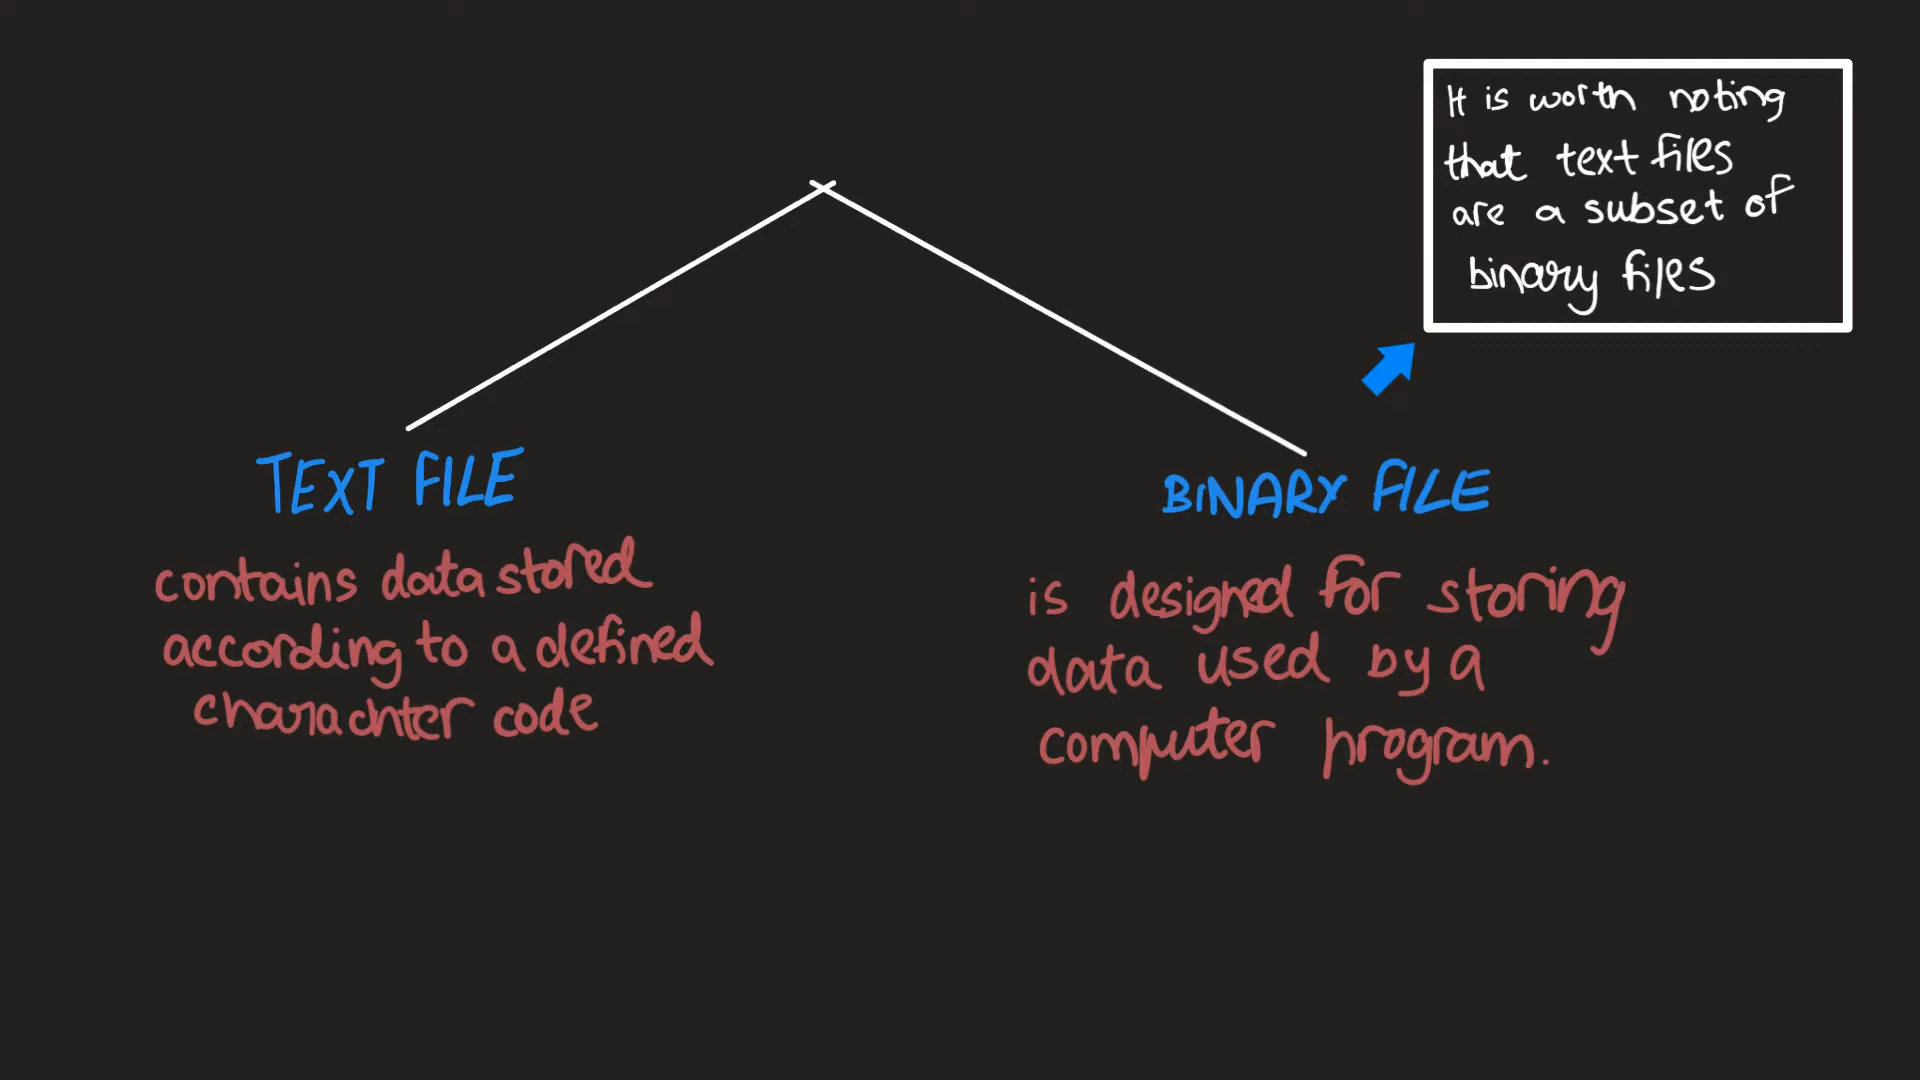 It is worth noting
that text files
are a subset of
binary files
TEXT FILE
contains data stored
according to a defined
charachter code
BINARY FILE
is designed for storing
data used by a
computer program.